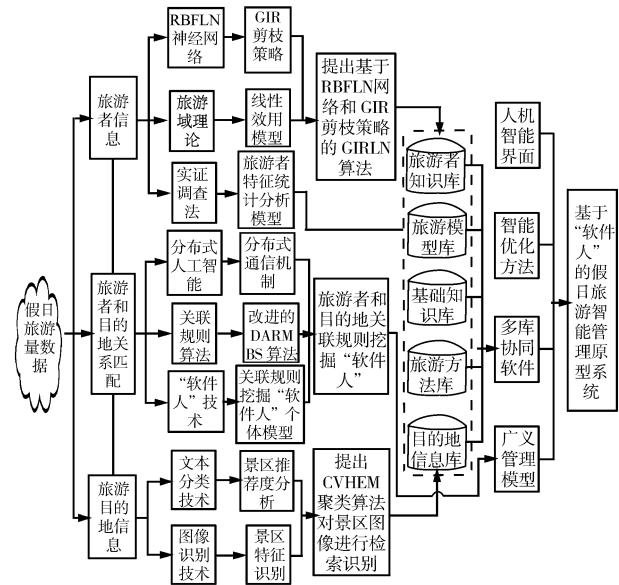 假日
旅游
量数
据
旅游
者信息
旅游
者和
目的
地关
系匹配
旅游
目的
地信息
RBFLN
神经网
络
旅游
域理论
实证
调查
法
分布式
人工智
能
关联
规则算
法
“软件
人”技
术
文本
分类技
术
图像
识别技
术
GIR
剪枝
策略
线性
效用
模型
旅游者
特征统
计分析
模型
分布式
通信机
制
改进的
DARM
BS 算法
关联规则
挖掘“软
件人”个
体模型
景区推
荐度分
析
景区
特征
识别
提出基于
RBFLN网
络和 GIR
剪枝策略
的 GIRLN
算法
旅游者和
目的地关
联规则挖
掘“软件
人”
提出
CVHEM
聚类算法
对景区图
像进行检
索识别
旅游者
知识库
旅游模
型库
基础知
识库
旅游方
法库
目的地
信息库
人机
智能
界面
智能
优化
方法
多库
协同
软件
广义
管理
模型
基于
“软件
人”
的假
日旅
游智
能管
理原
型系
统